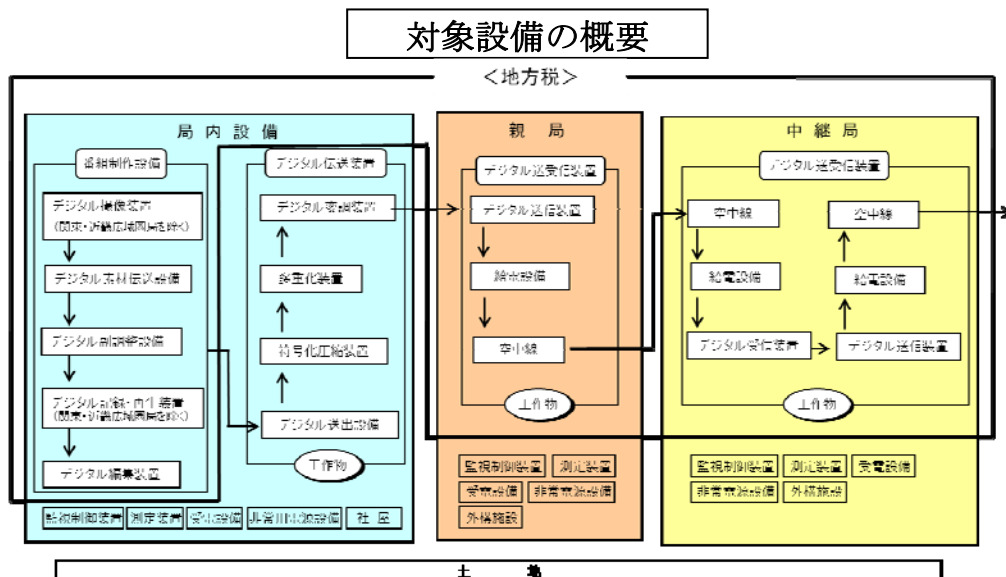 対象設備の概要
＜地方税＞
局内設備
番組制作設備
デジタル撮像装置
(関東・近畿広域圏局を除く)
デジタル素材伝送設備
デジタル副調整設備
デジタル記録・再生装置
(関東・近畿広域圏局を除く)
デジタル編集装置
デジタル伝送装置
デジタル変調装置
多重化装置
符号化圧縮装置
デジタル送出設備
工作物
監視制御装置
測定装置
受電設備
非常用電源設備
社屋
親局
デジタル送受信装置
デジタル送信装置
給電設備
空中線
工作物
監視制御装置
測定装置
受電設備
非常電源設備
外構施設
中継局
デジタル送受信装置
空中線
給電設備
デジタル受信装置
空中線
給電設備
デジタル送信装置
工作物
監視制御装置
測定装置
受電設備
非常電源設備
外構施設
土